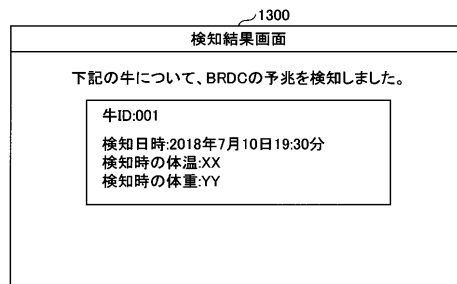 1300
検知結果画面
下記の牛について、BRDCの予兆を検知しました。
牛ID:001
検知日時:2018年7月10日19:30分
検知時の体温:XX
検知時の体重:YY